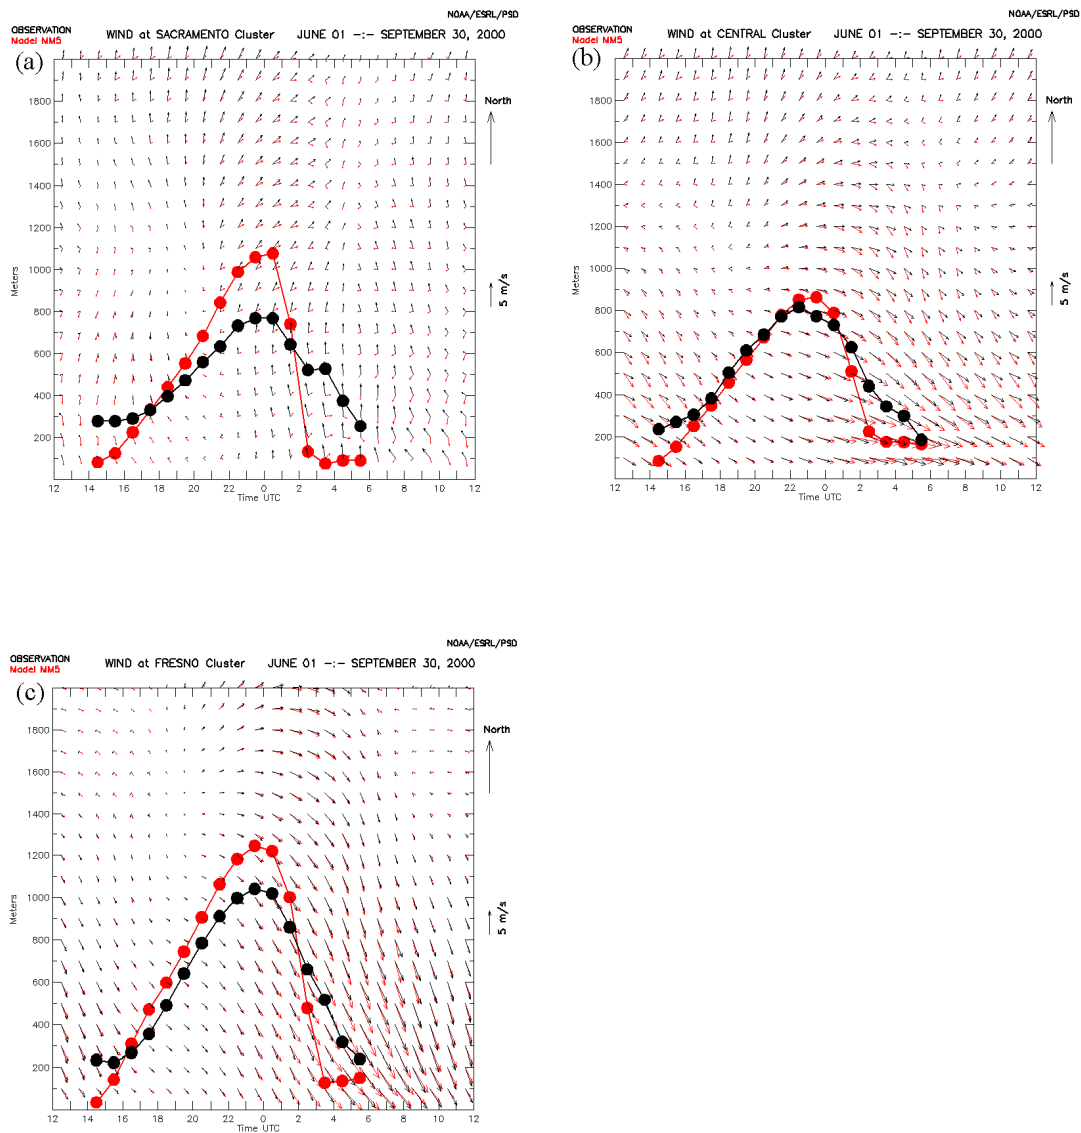 NOAA/ESRL/PSD
OBSERVATION
Model MM5
WIND at SACRAMENTO Cluster JUNE 01 -:- SEPTEMBER 30, 2000
(a)
1800
1600
1400
1200
1000
800
600
400
200
Meters
12 14 16 18 20 22 0 2 4 6 8 10 12
Time UTC
North
5 m/s
NOAA/ESRL/PSD
OBSERVATION
Model MM5
WIND at CENTRAL Cluster JUNE 01 -:- SEPTEMBER 30, 2000
(b)
1800
1600
1400
1200
1000
800
600
400
200
Meters
12 14 16 18 20 22 0 2 4 6 8 10 12
Time UTC
North
5 m/s
NOAA/ESRL/PSD
OBSERVATION
Model MM5
WIND at FRESNO Cluster JUNE 01 -:- SEPTEMBER 30, 2000
(c)
1800
1600
1400
1200
1000
800
600
400
200
Meters
12 14 16 18 20 22 0 2 4 6 8 10 12
Time UTC
North
5 m/s